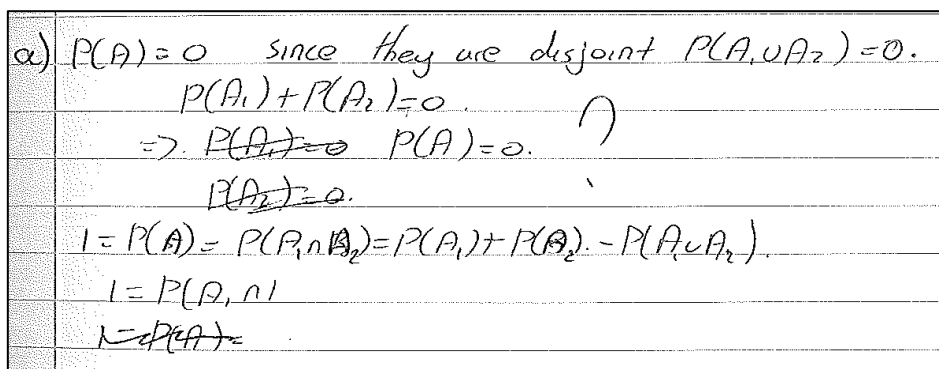 a) P(A)=0 since they are disjoint P(A₁∪A₂)=0.
P(A₁)+P(A₂)=0.
=>. P(A₁)=0 P(A)=0. ?
P(A₂)=0.
1=P(A)= P(A₁∩A₂)=P(A₁)+P(A₂).-P(A₁∪A₂).
1=P(A₁∩1
1=P(A)=